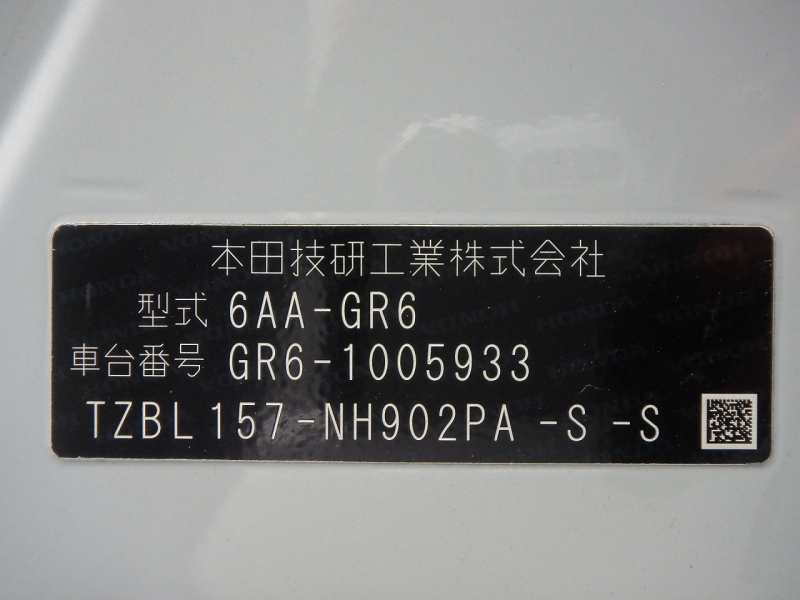 本田技研工業株式会社
型式 6AA-GR6
車台番号 GR6-1005933
TZBL157-NH902PA -S -S